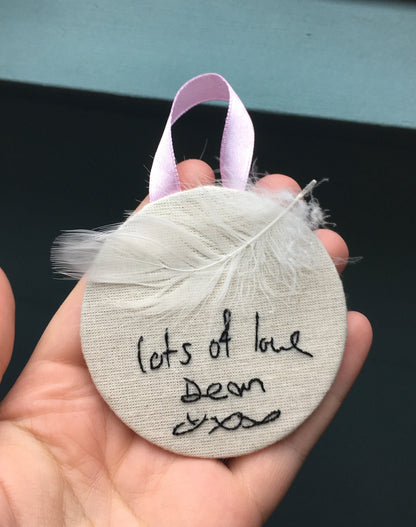 lots of love
Dean
xxx